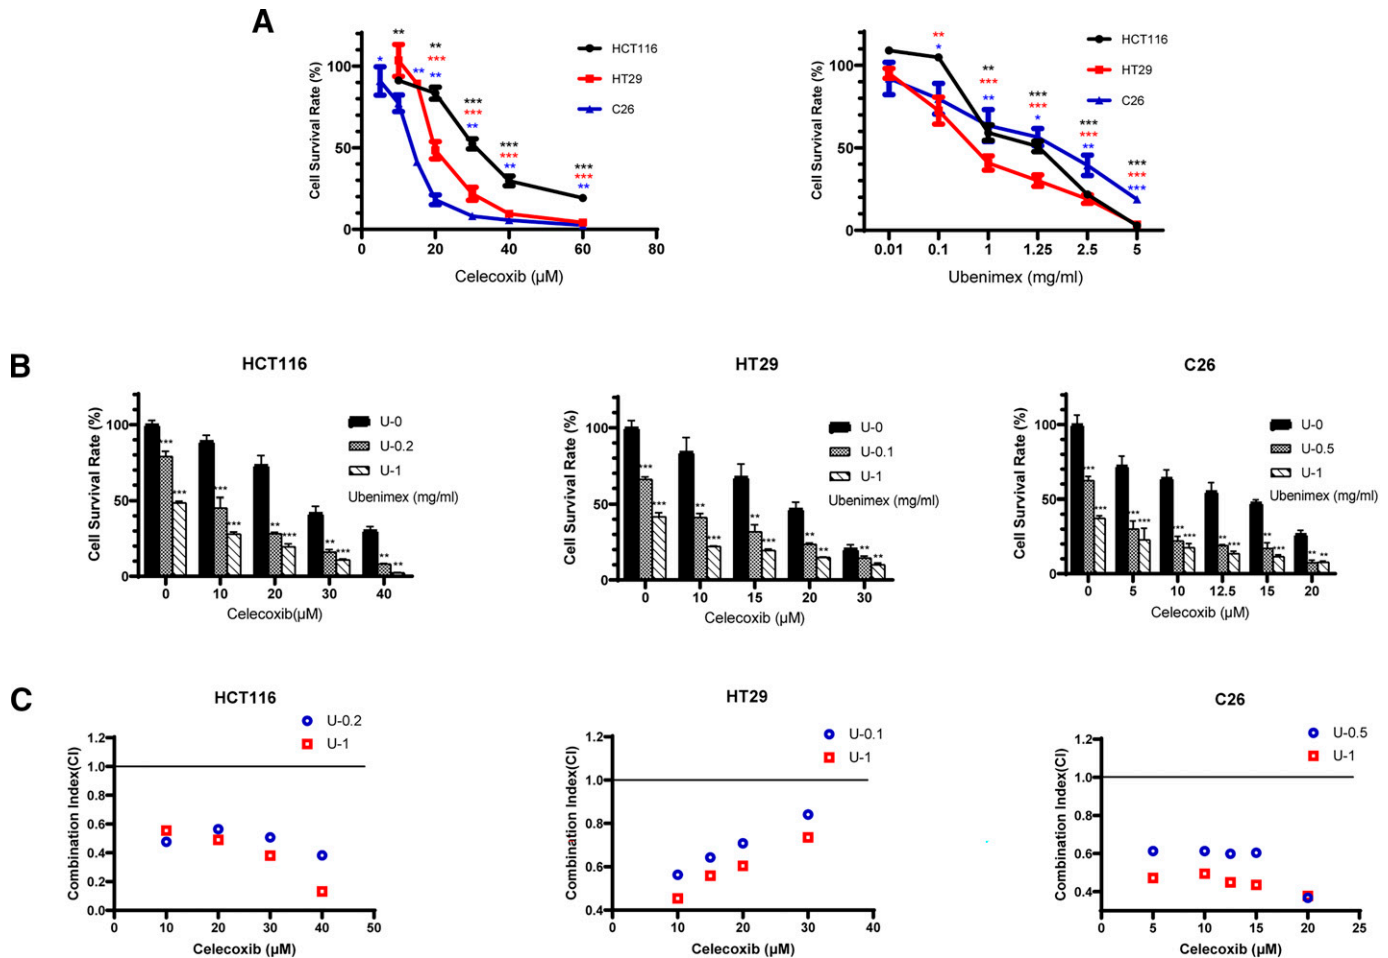 A
Cell Survival Rate (%)
100
50
0
0 20 40 60 80
Celecoxib (μM)
HCT116
HT29
C26
** ** *** ** * ** *** *** ** *** *** ** *** *** **
Cell Survival Rate (%)
100
50
0
0.01 0.1 1 1.25 2.5 5
Ubenimex (mg/ml)
HCT116
HT29
C26
** * ** *** ** *** *** * *** *** ** *** *** ***
B
HCT116
Cell Survival Rate (%)
100
50
0
0 10 20 30 40
Celecoxib(μM)
U-0
U-0.2
U-1
Ubenimex (mg/ml)
*** *** *** *** ** *** ** *** ** **
HT29
Cell Survival Rate (%)
100
50
0
0 10 15 20 30
Celecoxib (μM)
U-0
U-0.1
U-1
Ubenimex (mg/ml)
*** *** ** *** ** *** ** ** ** **
C26
Cell Survival Rate (%)
100
50
0
0 5 10 12.5 15 20
Celecoxib (μM)
U-0
U-0.5
U-1
Ubenimex (mg/ml)
*** *** *** *** *** *** ** *** ** *** ** **
C
HCT116
U-0.2
U-1
Combination Index(CI)
1.2
1.0
0.8
0.6
0.4
0.2
0.0
0 10 20 30 40 50
Celecoxib (μM)
HT29
U-0.1
U-1
Combination Index(CI)
1.2
1.0
0.8
0.6
0.4
0 10 20 30 40
Celecoxib (μM)
C26
U-0.5
U-1
Combination Index(CI)
1.2
1.0
0.8
0.6
0.4
0 5 10 15 20 25
Celecoxib (μM)